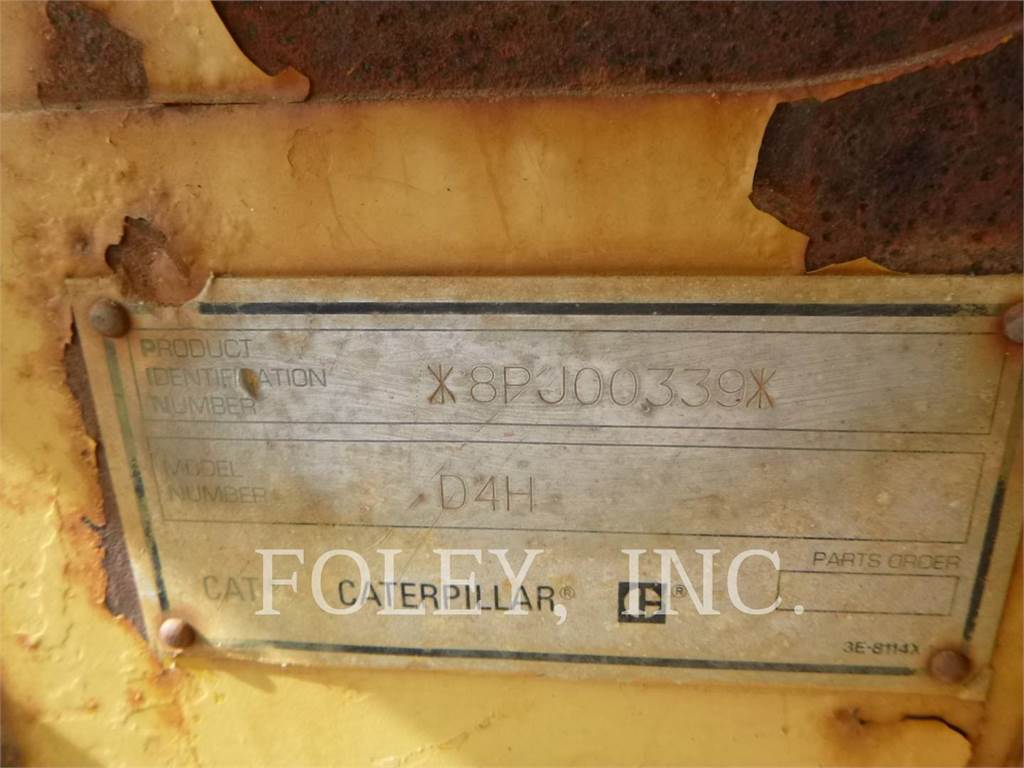 PRODUCT
IDENTIFICATION
NUMBER
*8PJ00339*
MODEL
NUMBER
D4H
PARTS ORDER
CAT CATERPILLAR®
®
3E-8114X
FOLEY, INC.